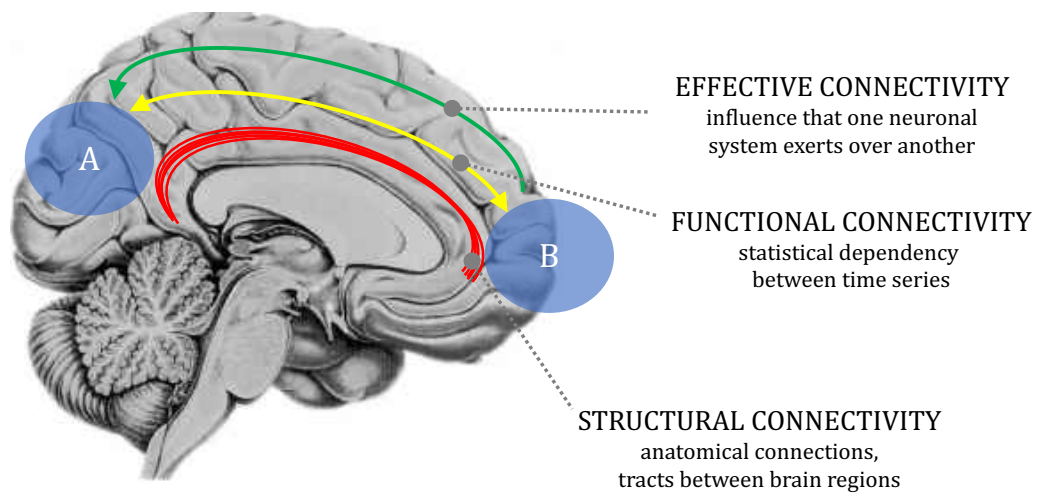 A
B
EFFECTIVE CONNECTIVITY
influence that one neuronal
system exerts over another
FUNCTIONAL CONNECTIVITY
statistical dependency
between time series
STRUCTURAL CONNECTIVITY
anatomical connections,
tracts between brain regions